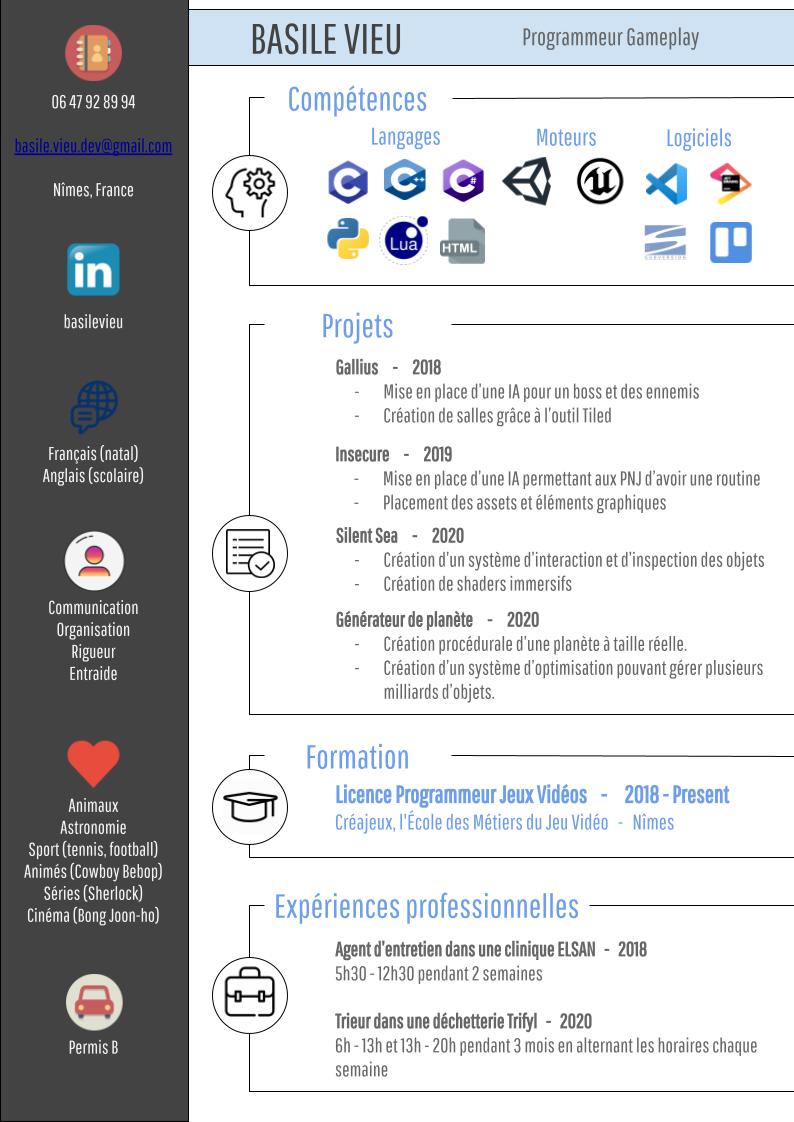 BASILE VIEU
Programmeur Gameplay
06 47 92 89 94
basile.vieu.dev@gmail.com
Nîmes, France
in
basilevieu
Français (natal)
Anglais (scolaire)
Communication
Organisation
Rigueur
Entraide
Animaux
Astronomie
Sport (tennis, football)
Animés (Cowboy Bebop)
Séries (Sherlock)
Cinéma (Bong Joon-ho)
Permis B
Compétences
Langages
Moteurs
Logiciels
C
C++
C#
Lua
HTML
SUBVERSION
Projets
Gallius - 2018
- Mise en place d'une IA pour un boss et des ennemis
- Création de salles grâce à l'outil Tiled
Insecure - 2019
- Mise en place d'une IA permettant aux PNJ d'avoir une routine
- Placement des assets et éléments graphiques
Silent Sea - 2020
- Création d'un système d'interaction et d'inspection des objets
- Création de shaders immersifs
Générateur de planète - 2020
- Création procédurale d'une planète à taille réelle.
- Création d'un système d'optimisation pouvant gérer plusieurs
milliards d'objets.
Formation
Licence Programmeur Jeux Vidéos - 2018 - Present
Créajeux, l'École des Métiers du Jeu Vidéo - Nîmes
Expériences professionnelles
Agent d'entretien dans une clinique ELSAN - 2018
5h30 - 12h30 pendant 2 semaines
Trieur dans une déchetterie Trifyl - 2020
6h - 13h et 13h - 20h pendant 3 mois en alternant les horaires chaque
semaine